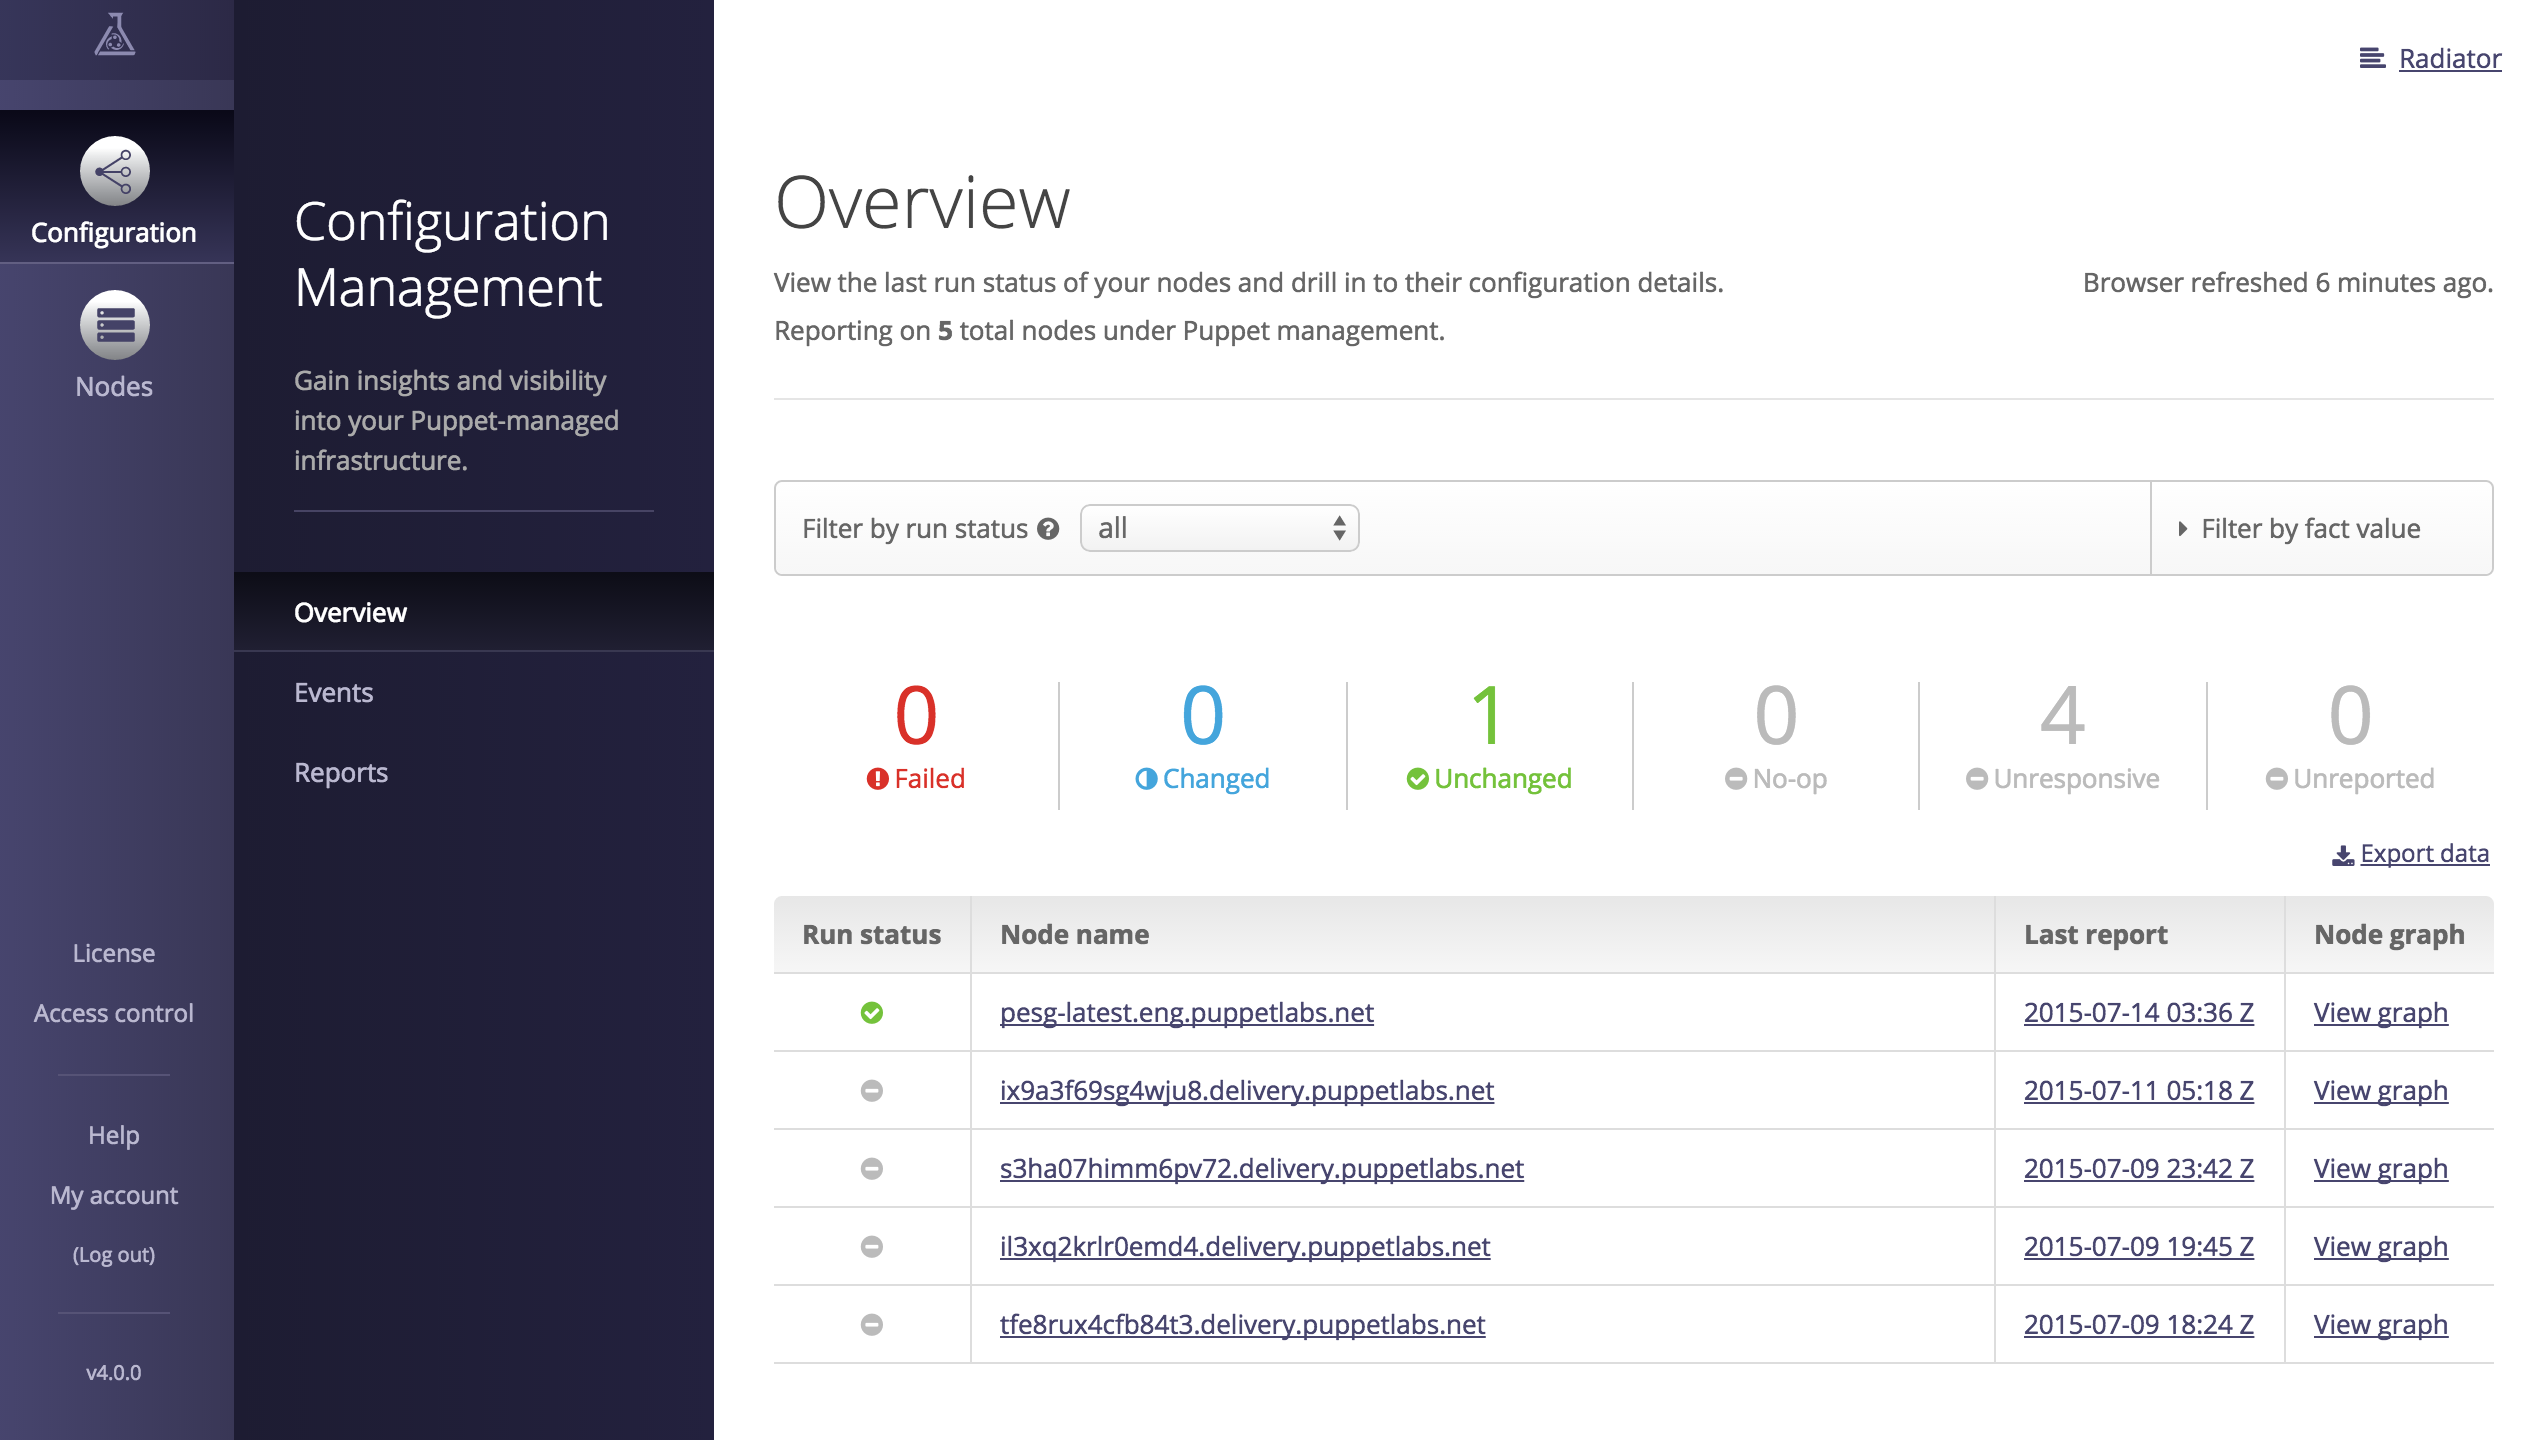 Configuration
Nodes
License
Access control
Help
My account
(Log out)
v4.0.0
Configuration
Management
Gain insights and visibility
into your Puppet-managed
infrastructure.
Overview
Events
Reports
Radiator
Overview
View the last run status of your nodes and drill in to their configuration details.
Browser refreshed 6 minutes ago.
Reporting on 5 total nodes under Puppet management.
Filter by run status all Filter by fact value
0 0 1 0 4 0
Failed Changed Unchanged No-op Unresponsive Unreported
Export data
Run status Node name Last report Node graph
pesg-latest.eng.puppetlabs.net 2015-07-14 03:36 Z View graph
ix9a3f69sg4wju8.delivery.puppetlabs.net 2015-07-11 05:18 Z View graph
s3ha07himm6pv72.delivery.puppetlabs.net 2015-07-09 23:42 Z View graph
il3xq2krlr0emd4.delivery.puppetlabs.net 2015-07-09 19:45 Z View graph
tfe8rux4cfb84t3.delivery.puppetlabs.net 2015-07-09 18:24 Z View graph